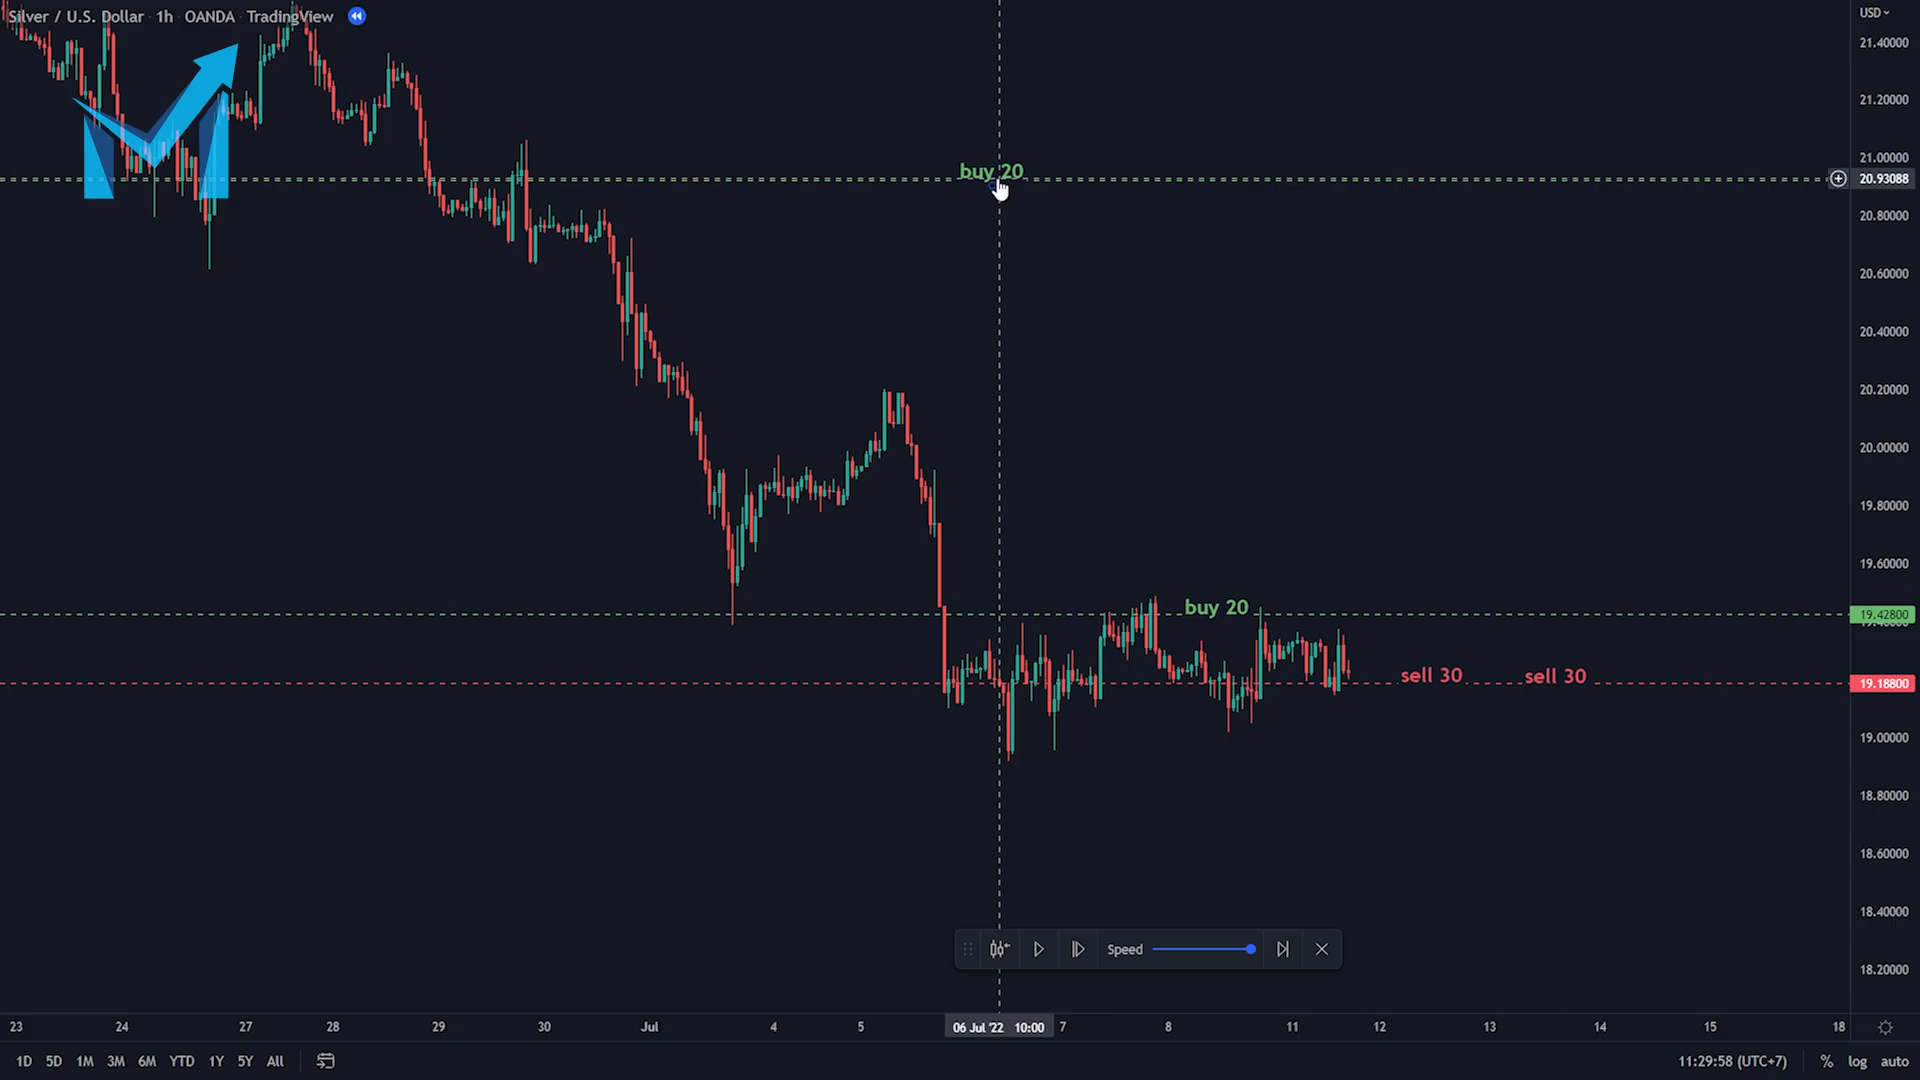 Silver / U.S. Dollar · 1h · OANDA · TradingView
USD
21.40000
21.20000
21.00000
buy 20
20.93088
20.80000
20.60000
20.40000
20.20000
20.00000
19.80000
19.60000
buy 20
19.42800
19.40000
sell 30
sell 30
19.18800
19.00000
18.80000
18.60000
18.40000
18.20000
Speed
23 24 27 28 29 30 Jul 4 5 06 Jul '22 10:00 7 8 11 12 13 14 15 18
1D 5D 1M 3M 6M YTD 1Y 5Y All
11:29:58 (UTC+7) % log auto